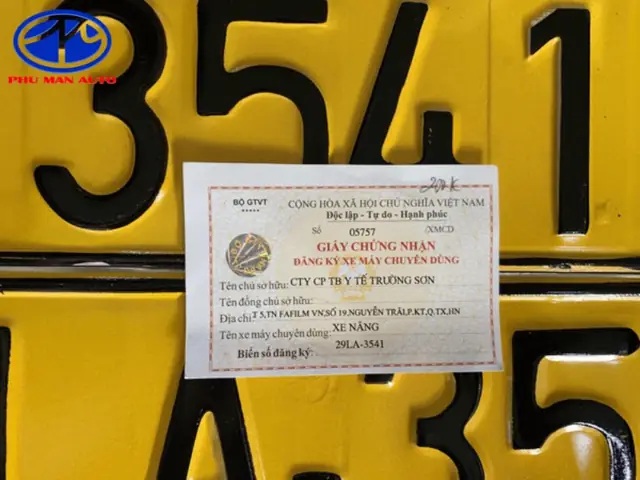 PHU MAN AUTO
3541
200K
BỘ GTVT
*****
CỘNG HÒA XÃ HỘI CHỦ NGHĨA VIỆT NAM
Độc lập - Tự do - Hạnh phúc
Số 05757 /XMCD
GIẤY CHỨNG NHẬN
ĐĂNG KÝ XE MÁY CHUYÊN DÙNG
Tên chủ sở hữu: CTY CP TB Y TẾ TRƯỜNG SƠN
Tên đồng chủ sở hữu:
Địa chỉ: T 5,TN FAFILM VN,SỐ 19,NGUYỄN TRÃI,P.KT,Q.TX,HN
Tên xe máy chuyên dùng: XE NÂNG
Biển số đăng ký: 29LA-3541
LA-35